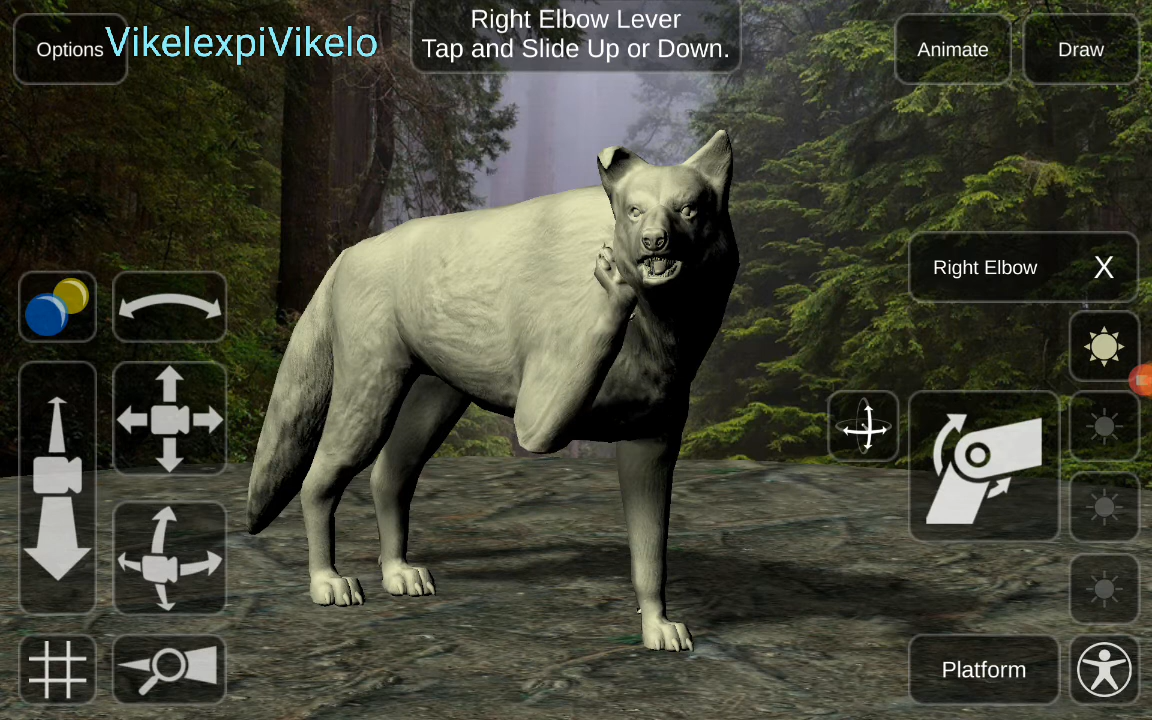 Options
VikelexpiVikelo
Right Elbow Lever
Tap and Slide Up or Down.
Animate
Draw
Right Elbow X
Platform